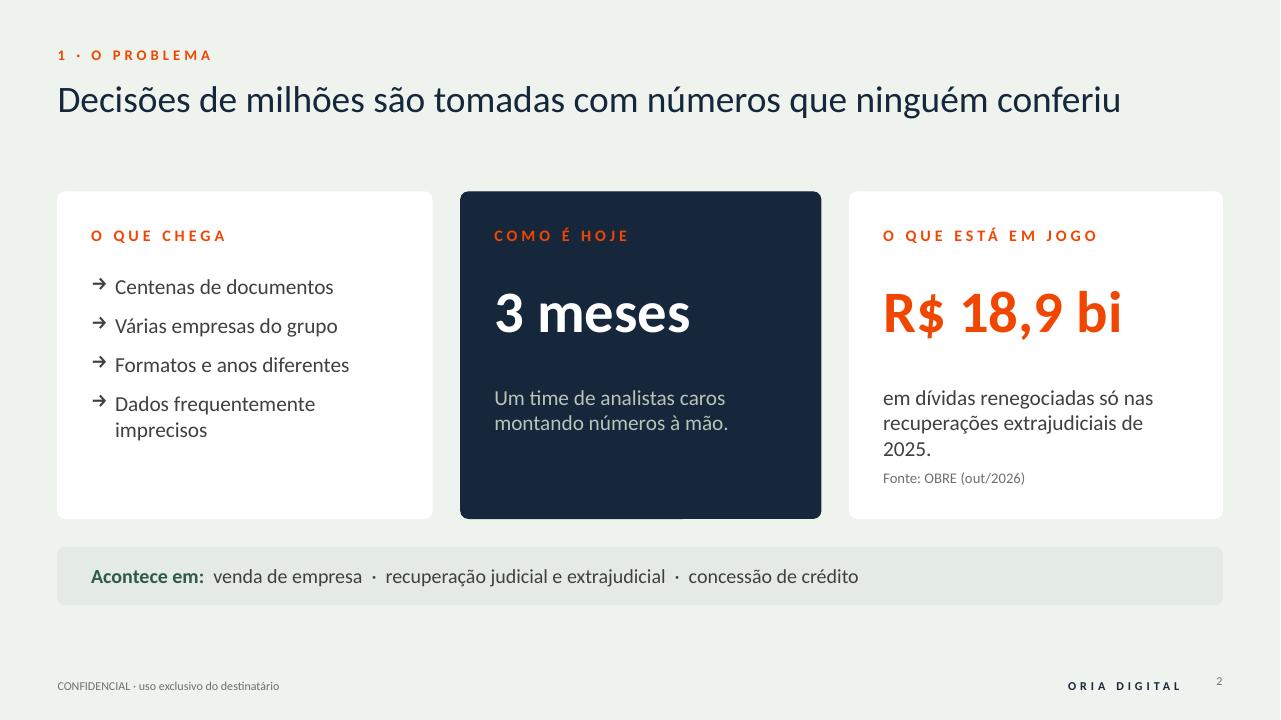 1 · O PROBLEMA
Decisões de milhões são tomadas com números que ninguém conferiu
O QUE CHEGA
→ Centenas de documentos
→ Várias empresas do grupo
→ Formatos e anos diferentes
→ Dados frequentemente
imprecisos
COMO É HOJE
3 meses
Um time de analistas caros
montando números à mão.
O QUE ESTÁ EM JOGO
R$ 18,9 bi
em dívidas renegociadas só nas
recuperações extrajudiciais de
2025.
Fonte: OBRE (out/2026)
Acontece em: venda de empresa · recuperação judicial e extrajudicial · concessão de crédito
CONFIDENCIAL · uso exclusivo do destinatário
ORIA DIGITAL
2